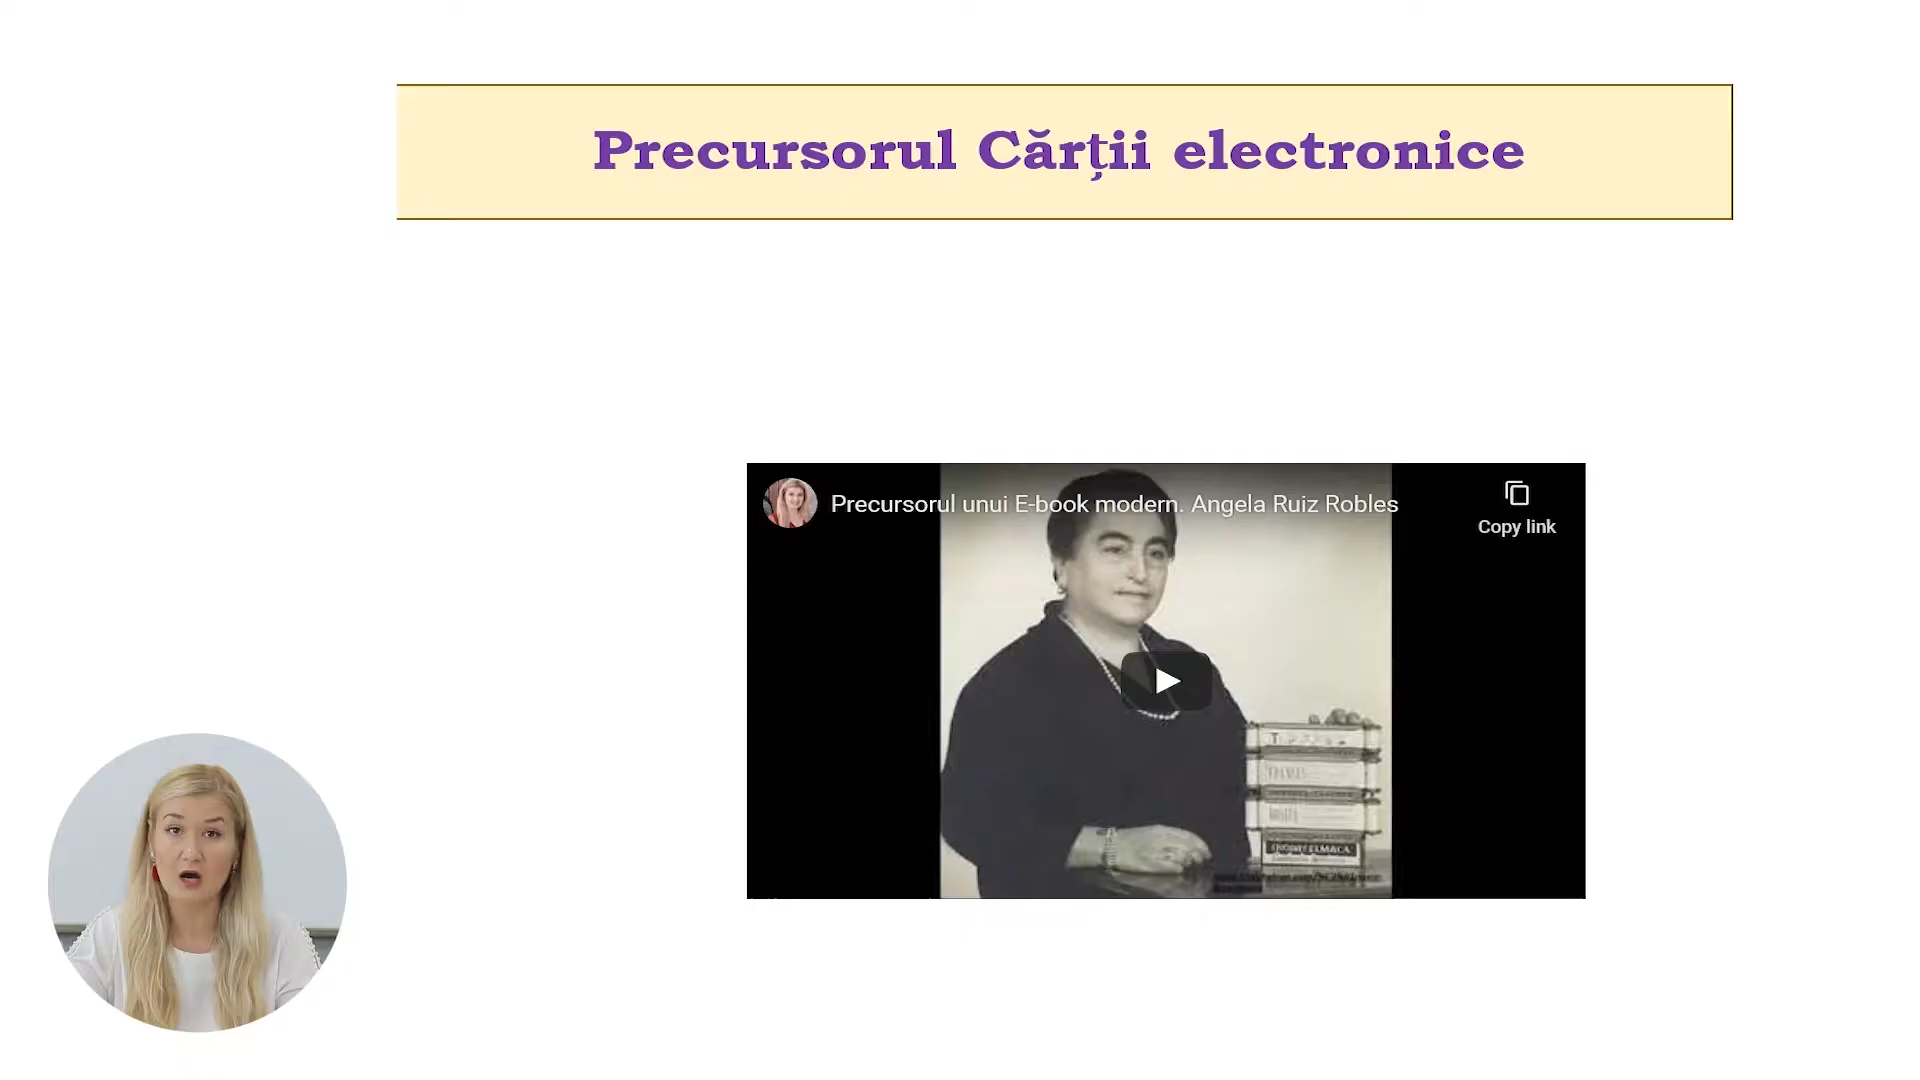 Precursorul Cărții electronice
Precursorul unui E-book modern. Angela Ruiz Robles
Copy link